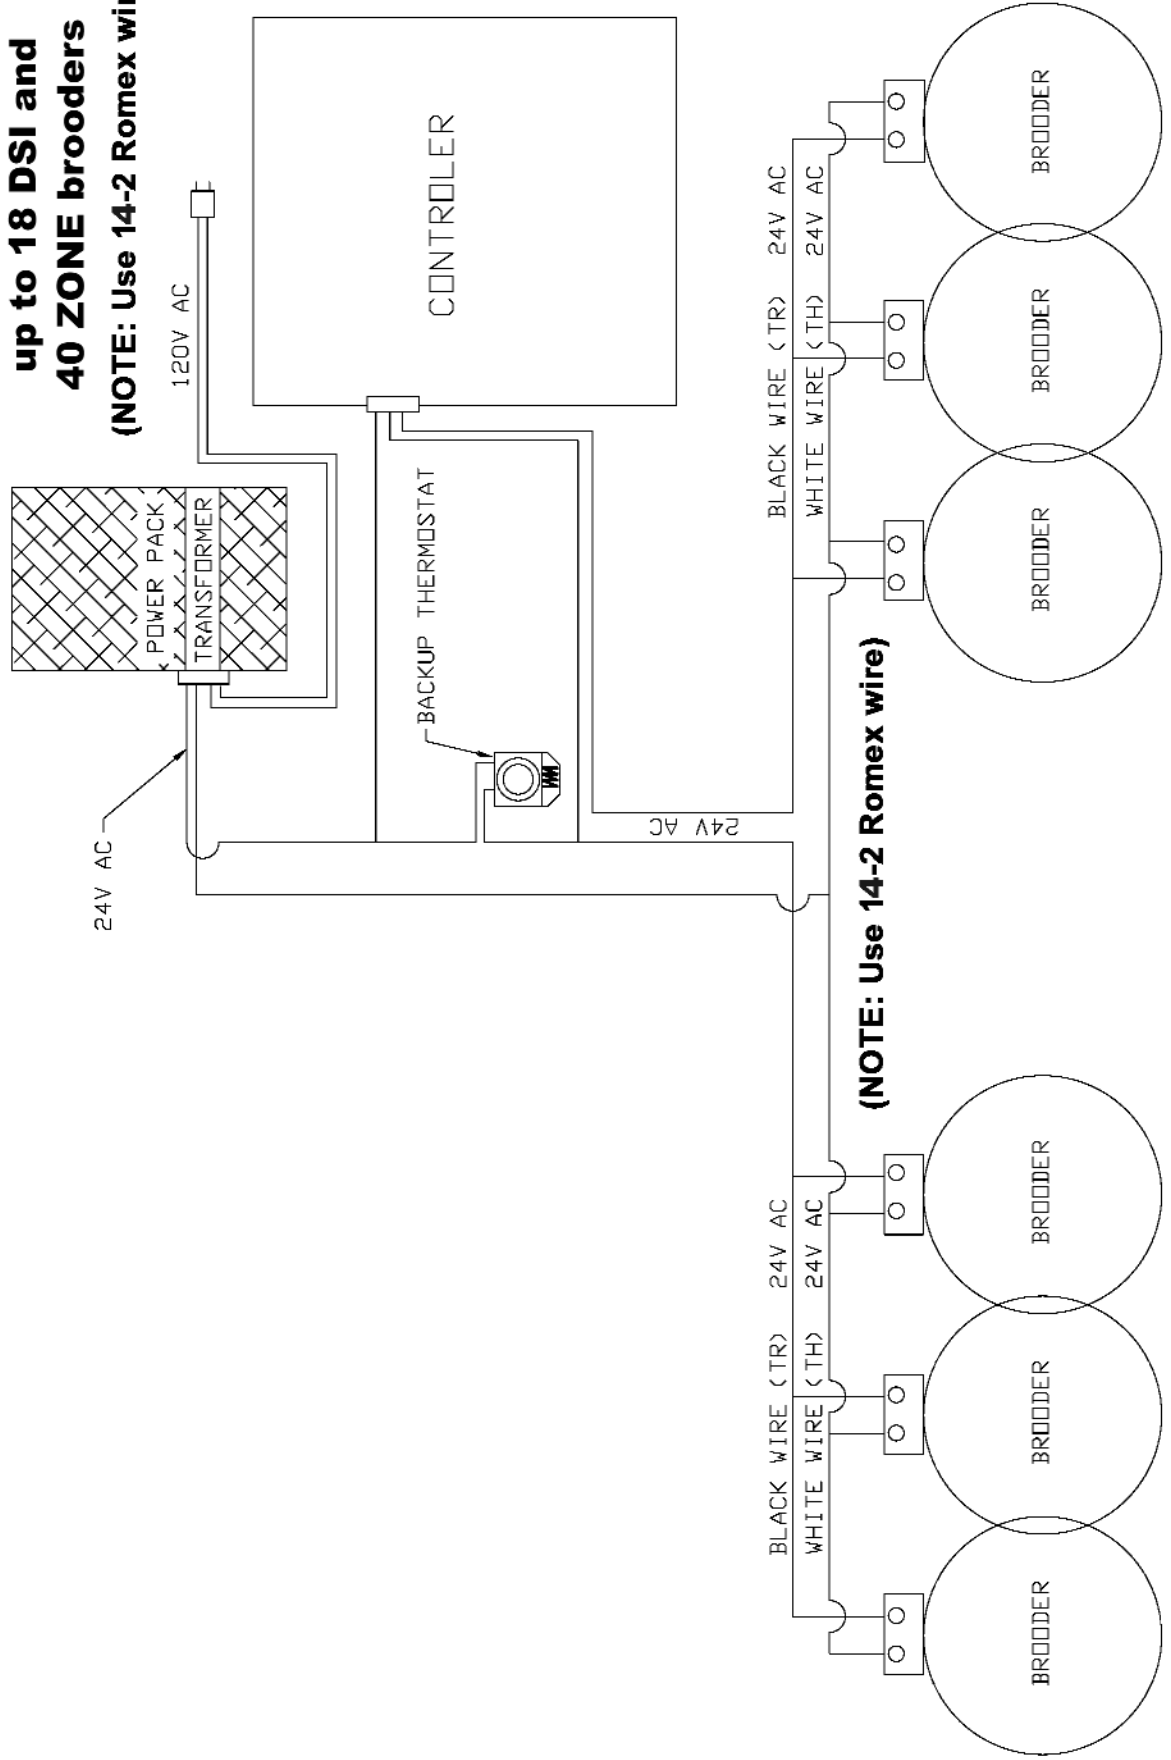 up to 18 DSI and
40 ZONE brooders
(NOTE: Use 14-2 Romex wir
120V AC
24V AC
POWER PACK
TRANSFORMER
CONTROLER
BACKUP THERMOSTAT
24V AC
BLACK WIRE (TR) 24V AC
WHITE WIRE (TH) 24V AC
BLACK WIRE (TR) 24V AC
WHITE WIRE (TH) 24V AC
(NOTE: Use 14-2 Romex wire)
BROODER
BROODER
BROODER
BROODER
BROODER
BROODER